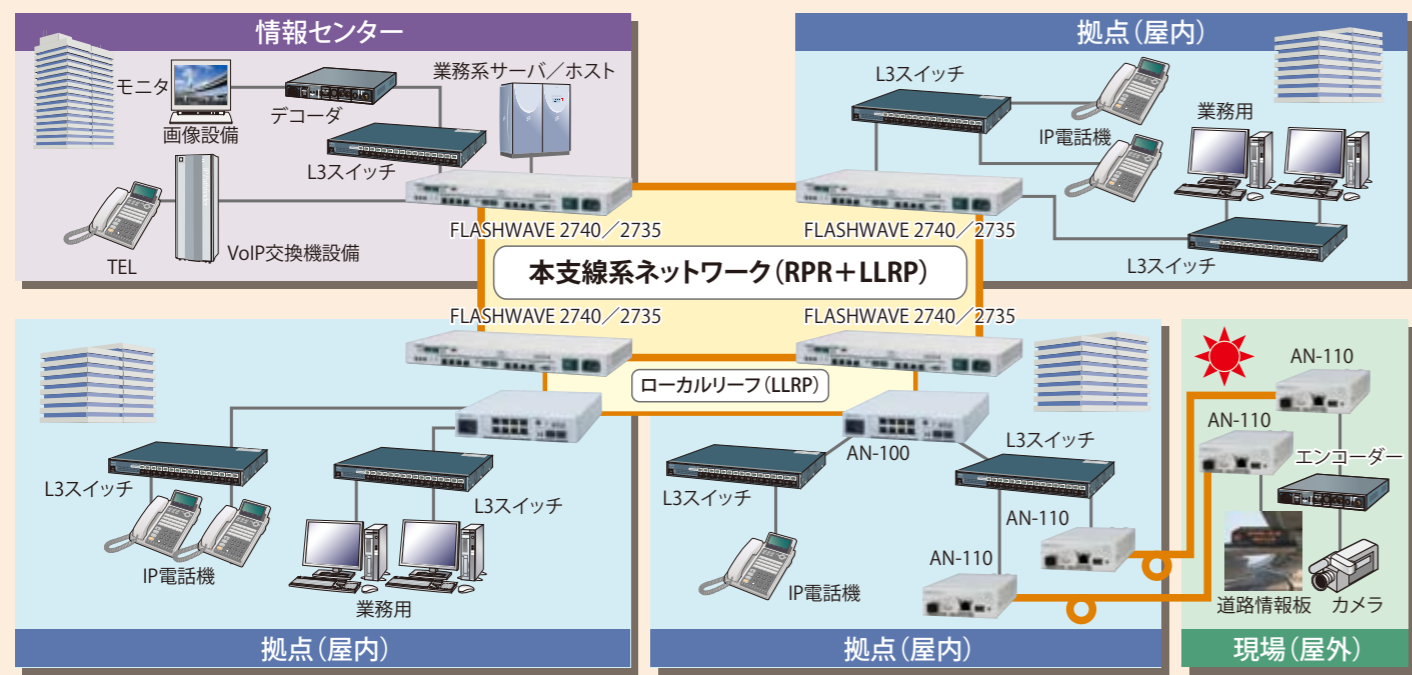 情報センター
モニタ
画像設備
デコーダ
業務系サーバ／ホスト
L3スイッチ
TEL
VoIP交換機設備
FLASHWAVE 2740／2735
拠点（屋内）
L3スイッチ
IP電話機
業務用
L3スイッチ
FLASHWAVE 2740／2735
本支線系ネットワーク（RPR＋LLRP）
FLASHWAVE 2740／2735
FLASHWAVE 2740／2735
ローカルリーフ（LLRP）
L3スイッチ
IP電話機
L3スイッチ
業務用
拠点（屋内）
AN-100
L3スイッチ
L3スイッチ
IP電話機
AN-110
AN-110
拠点（屋内）
AN-110
AN-110
エンコーダー
道路情報板
カメラ
現場（屋外）